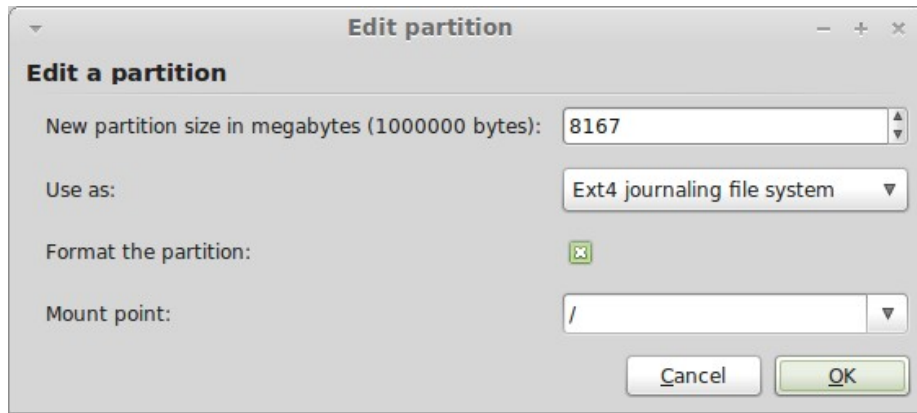 Edit partition
Edit a partition
New partition size in megabytes (1000000 bytes): 8167
Use as: Ext4 journaling file system
Format the partition:
Mount point: /
Cancel OK